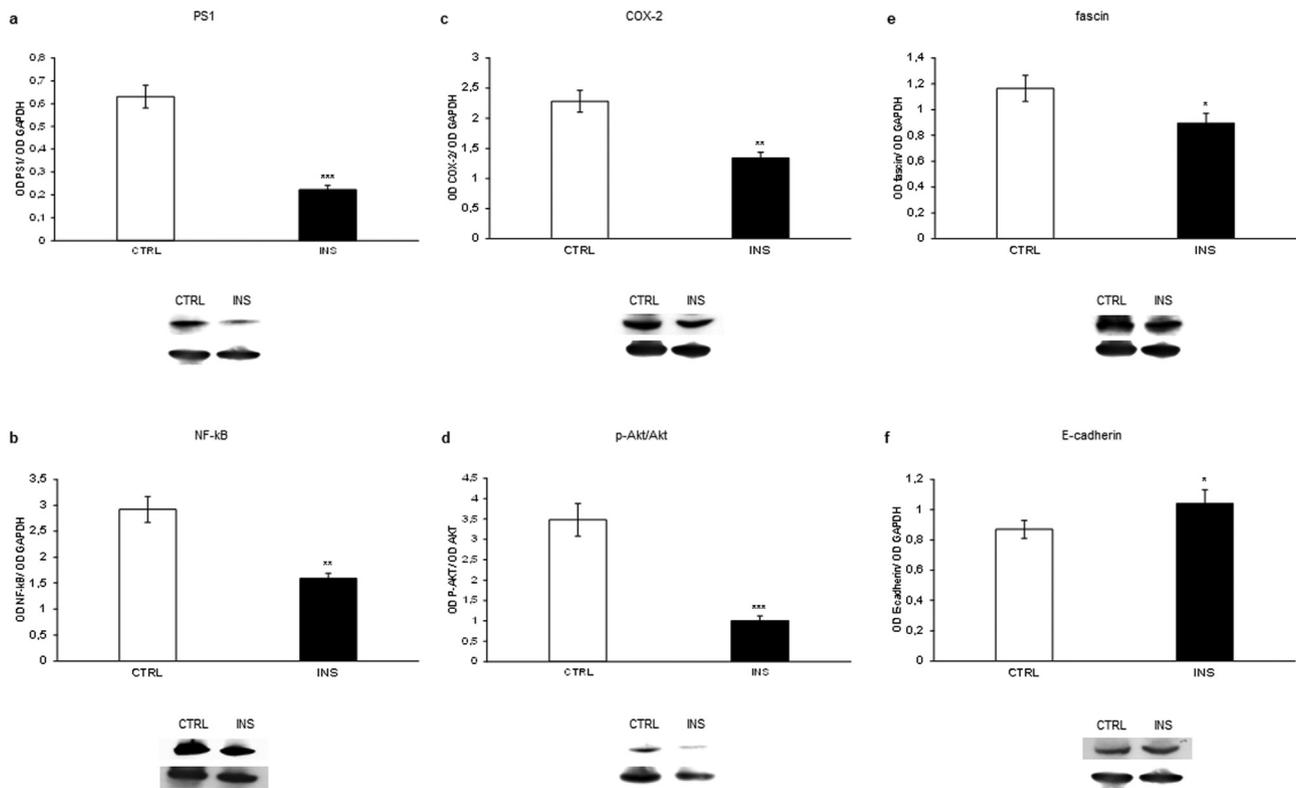 a
PS1
OD PS1/ OD GAPDH
0,8
0,7
0,6
0,5
0,4
0,3
0,2
0,1
0
***
CTRL
INS
CTRL INS
c
COX-2
OD COX-2/ OD GAPDH
3
2,5
2
1,5
1
0,5
0
**
CTRL
INS
CTRL INS
e
fascin
OD fascin/ OD GAPDH
1,4
1,2
1
0,8
0,6
0,4
0,2
0
*
CTRL
INS
CTRL INS
b
NF-kB
OD NF-kB/ OD GAPDH
3,5
3
2,5
2
1,5
1
0,5
0
**
CTRL
INS
CTRL INS
d
p-Akt/Akt
OD P-AKT/ OD AKT
4,5
4
3,5
3
2,5
2
1,5
1
0,5
0
***
CTRL
INS
CTRL INS
f
E-cadherin
OD E-cadherin/ OD GAPDH
1,2
1
0,8
0,6
0,4
0,2
0
*
CTRL
INS
CTRL INS